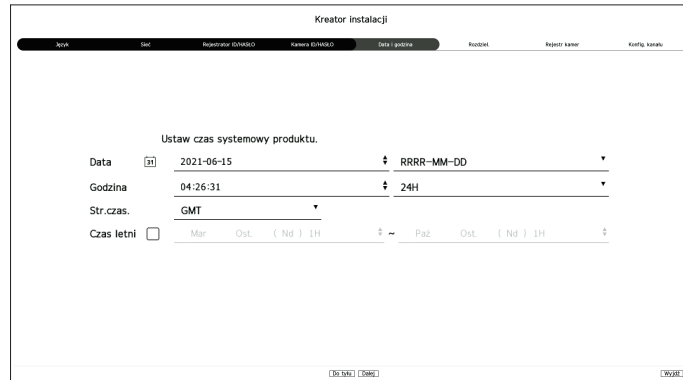 Kreator instalacji
Język Sieć Rejestrator ID/HASŁO Kamera ID/HASŁO Data i godzina Rozdziel. Rejestr kamer Konfig. kanału
Ustaw czas systemowy produktu.
Data 31 2021-06-15 RRRR-MM-DD
Godzina 04:26:31 24H
Str.czas. GMT
Czas letni Mar Ost. ( Nd ) 1H ~ Paź Ost. ( Nd ) 1H
Do tyłu Dalej Wyjdź